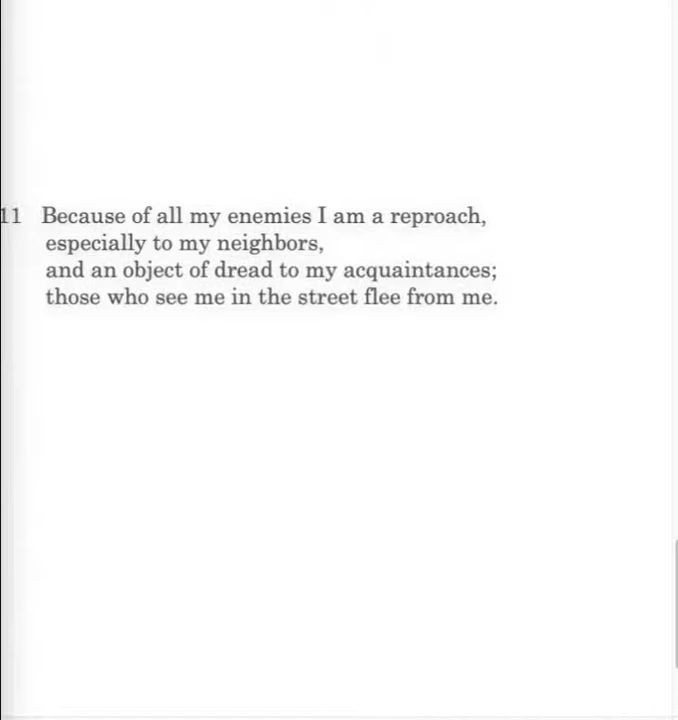 11 Because of all my enemies I am a reproach,
especially to my neighbors,
and an object of dread to my acquaintances;
those who see me in the street flee from me.